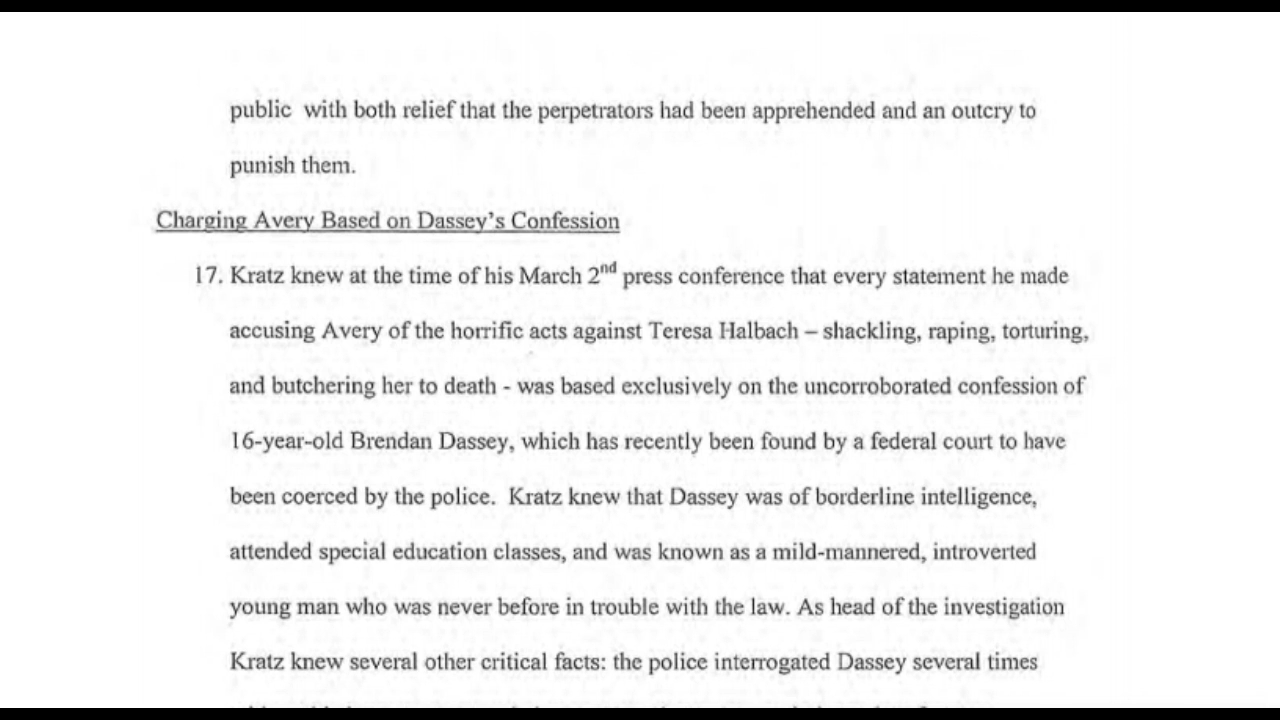 public with both relief that the perpetrators had been apprehended and an outcry to
punish them.
Charging Avery Based on Dassey's Confession
17. Kratz knew at the time of his March 2nd press conference that every statement he made
accusing Avery of the horrific acts against Teresa Halbach – shackling, raping, torturing,
and butchering her to death - was based exclusively on the uncorroborated confession of
16-year-old Brendan Dassey, which has recently been found by a federal court to have
been coerced by the police. Kratz knew that Dassey was of borderline intelligence,
attended special education classes, and was known as a mild-mannered, introverted
young man who was never before in trouble with the law. As head of the investigation
Kratz knew several other critical facts: the police interrogated Dassey several times